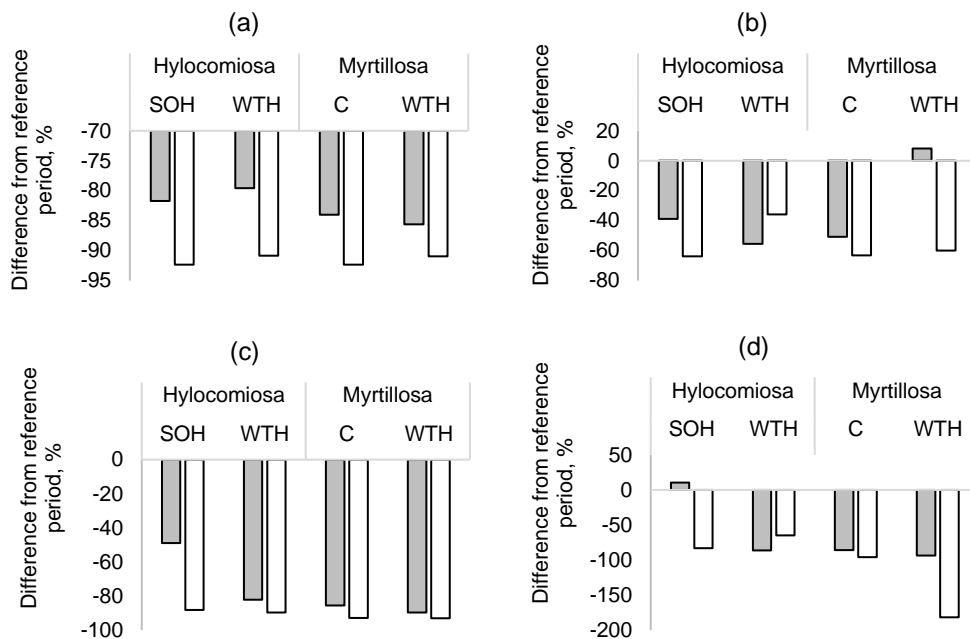 (a)
Hylocomiosa Myrtillosa
SOH WTH C WTH
Difference from reference
period, %
-70
-75
-80
-85
-90
-95
(b)
Hylocomiosa Myrtillosa
SOH WTH C WTH
Difference from reference
period, %
20
0
-20
-40
-60
-80
(c)
Hylocomiosa Myrtillosa
SOH WTH C WTH
Difference from reference
period, %
0
-20
-40
-60
-80
-100
(d)
Hylocomiosa Myrtillosa
SOH WTH C WTH
Difference from reference
period, %
50
0
-50
-100
-150
-200